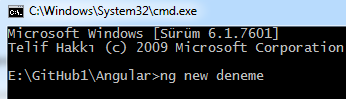 C:\Windows\System32\cmd.exe
Microsoft Windows [Sürüm 6.1.7601]
Telif Hakkı (c) 2009 Microsoft Corporation
E:\GitHub1\Angular>ng new deneme